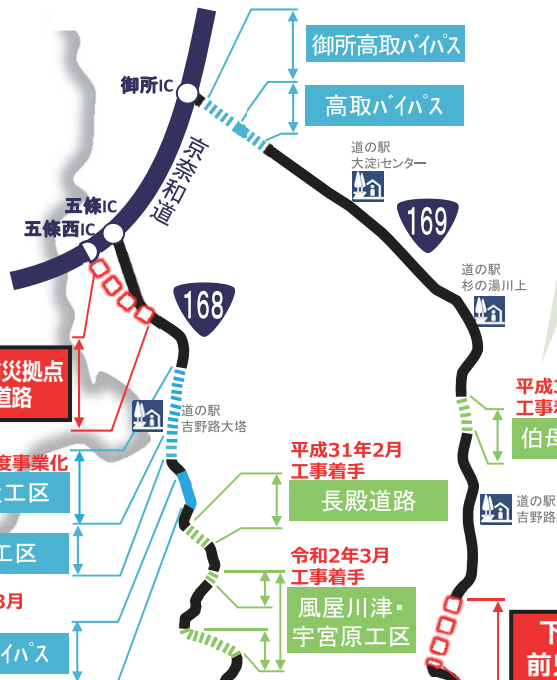 御所高取バイパス
御所IC
高取バイパス
京奈和道
道の駅
大淀iセンター
五條IC
五條西IC
169
道の駅
杉の湯川上
168
災拠点
道路
平成3
工事着
伯母
道の駅
吉野路大塔
平成31年2月
工事着手
度事業化
工区
長殿道路
道の駅
吉野路
工区
令和2年3月
工事着手
月
風屋川津・
宇宮原工区
イパス
下
前